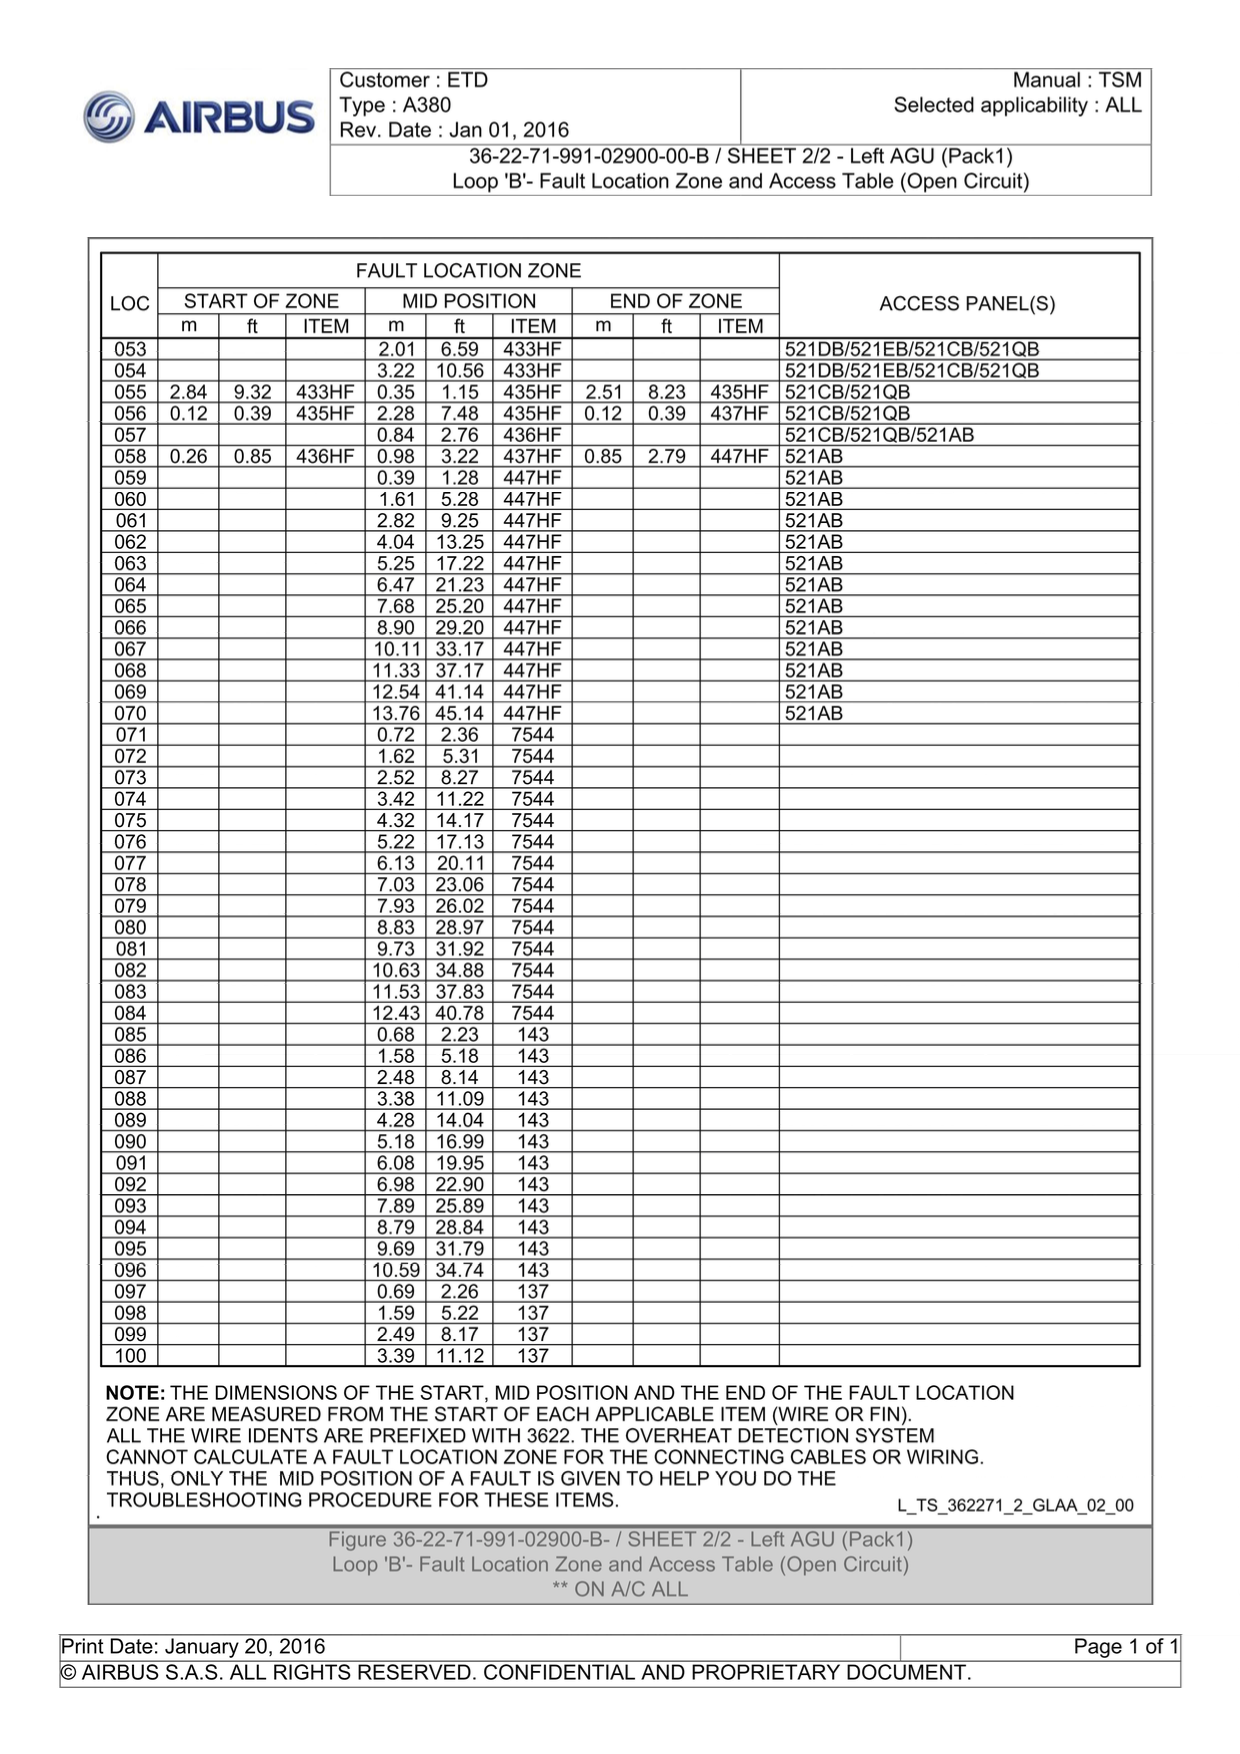 AIRBUS
Customer : ETD
Type : A380
Rev. Date : Jan 01, 2016
Manual : TSM
Selected applicability : ALL
36-22-71-991-02900-00-B / SHEET 2/2 - Left AGU (Pack1)
Loop 'B'- Fault Location Zone and Access Table (Open Circuit)
FAULT LOCATION ZONE
LOC START OF ZONE MID POSITION END OF ZONE ACCESS PANEL(S)
m ft ITEM m ft ITEM m ft ITEM
053 2.01 6.59 433HF 521DB/521EB/521CB/521QB
054 3.22 10.56 433HF 521DB/521EB/521CB/521QB
055 2.84 9.32 433HF 0.35 1.15 435HF 2.51 8.23 435HF 521CB/521QB
056 0.12 0.39 435HF 2.28 7.48 435HF 0.12 0.39 437HF 521CB/521QB
057 0.84 2.76 436HF 521CB/521QB/521AB
058 0.26 0.85 436HF 0.98 3.22 437HF 0.85 2.79 447HF 521AB
059 0.39 1.28 447HF 521AB
060 1.61 5.28 447HF 521AB
061 2.82 9.25 447HF 521AB
062 4.04 13.25 447HF 521AB
063 5.25 17.22 447HF 521AB
064 6.47 21.23 447HF 521AB
065 7.68 25.20 447HF 521AB
066 8.90 29.20 447HF 521AB
067 10.11 33.17 447HF 521AB
068 11.33 37.17 447HF 521AB
069 12.54 41.14 447HF 521AB
070 13.76 45.14 447HF 521AB
071 0.72 2.36 7544
072 1.62 5.31 7544
073 2.52 8.27 7544
074 3.42 11.22 7544
075 4.32 14.17 7544
076 5.22 17.13 7544
077 6.13 20.11 7544
078 7.03 23.06 7544
079 7.93 26.02 7544
080 8.83 28.97 7544
081 9.73 31.92 7544
082 10.63 34.88 7544
083 11.53 37.83 7544
084 12.43 40.78 7544
085 0.68 2.23 143
086 1.58 5.18 143
087 2.48 8.14 143
088 3.38 11.09 143
089 4.28 14.04 143
090 5.18 16.99 143
091 6.08 19.95 143
092 6.98 22.90 143
093 7.89 25.89 143
094 8.79 28.84 143
095 9.69 31.79 143
096 10.59 34.74 143
097 0.69 2.26 137
098 1.59 5.22 137
099 2.49 8.17 137
100 3.39 11.12 137
NOTE: THE DIMENSIONS OF THE START, MID POSITION AND THE END OF THE FAULT LOCATION
ZONE ARE MEASURED FROM THE START OF EACH APPLICABLE ITEM (WIRE OR FIN).
ALL THE WIRE IDENTS ARE PREFIXED WITH 3622. THE OVERHEAT DETECTION SYSTEM
CANNOT CALCULATE A FAULT LOCATION ZONE FOR THE CONNECTING CABLES OR WIRING.
THUS, ONLY THE MID POSITION OF A FAULT IS GIVEN TO HELP YOU DO THE
TROUBLESHOOTING PROCEDURE FOR THESE ITEMS.
L_TS_362271_2_GLAA_02_00
Figure 36-22-71-991-02900-B- / SHEET 2/2 - Left AGU (Pack1)
Loop 'B'- Fault Location Zone and Access Table (Open Circuit)
** ON A/C ALL
Print Date: January 20, 2016 Page 1 of 1
© AIRBUS S.A.S. ALL RIGHTS RESERVED. CONFIDENTIAL AND PROPRIETARY DOCUMENT.